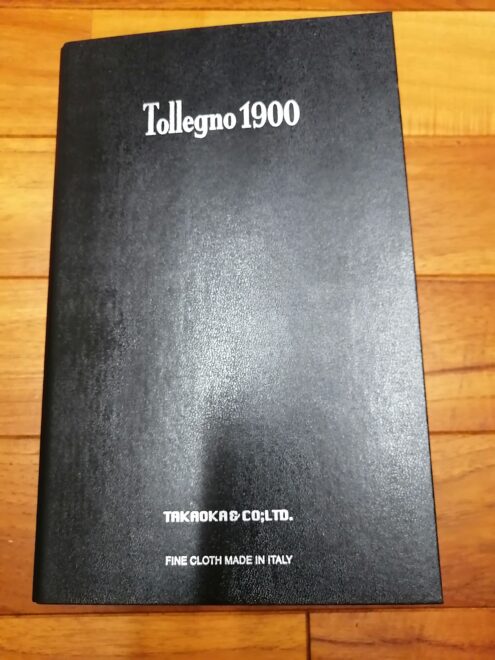 Tollegno 1900
TAKAOKA & CO;LTD.
FINE CLOTH MADE IN ITALY